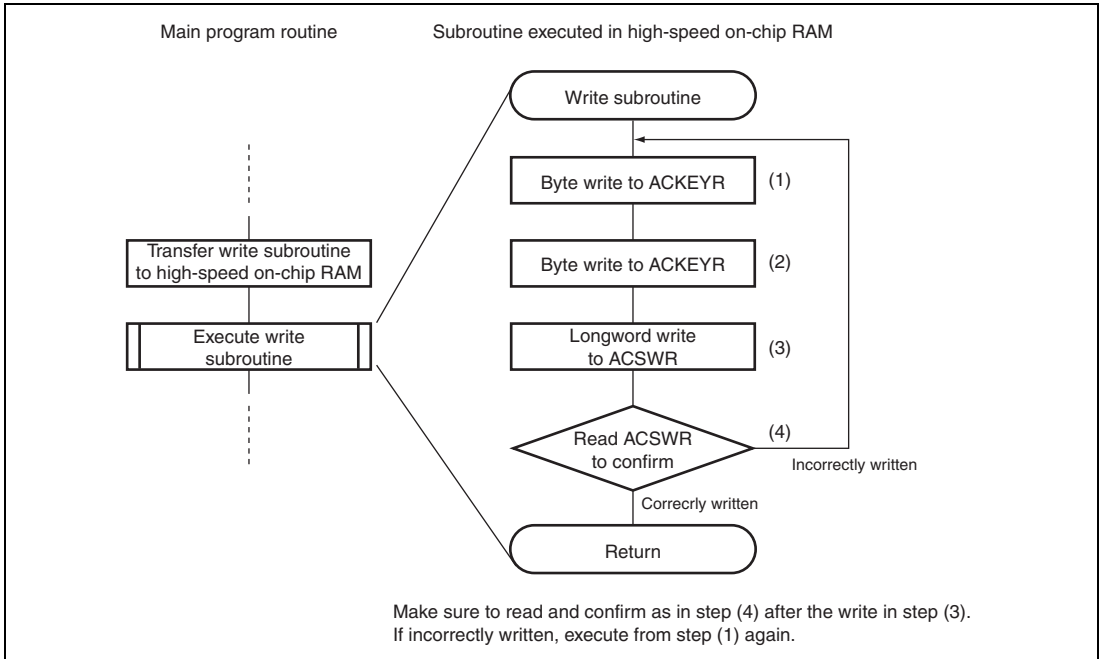 Main program routine
Subroutine executed in high-speed on-chip RAM
Write subroutine
Byte write to ACKEYR
(1)
Transfer write subroutine
to high-speed on-chip RAM
Byte write to ACKEYR
(2)
Execute write
subroutine
Longword write
to ACSWR
(3)
Read ACSWR
to confirm
(4)
Incorrectly written
Correcrly written
Return
Make sure to read and confirm as in step (4) after the write in step (3).
If incorrectly written, execute from step (1) again.